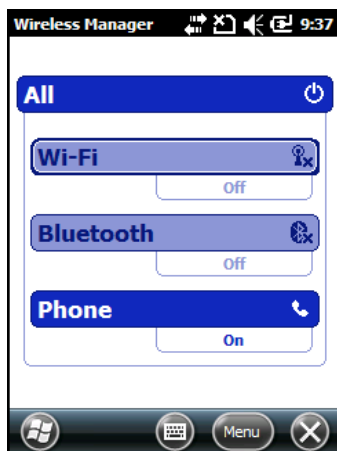 Wireless Manager 9:37
All
Wi-Fi
Off
Bluetooth
Off
Phone
On
Menu